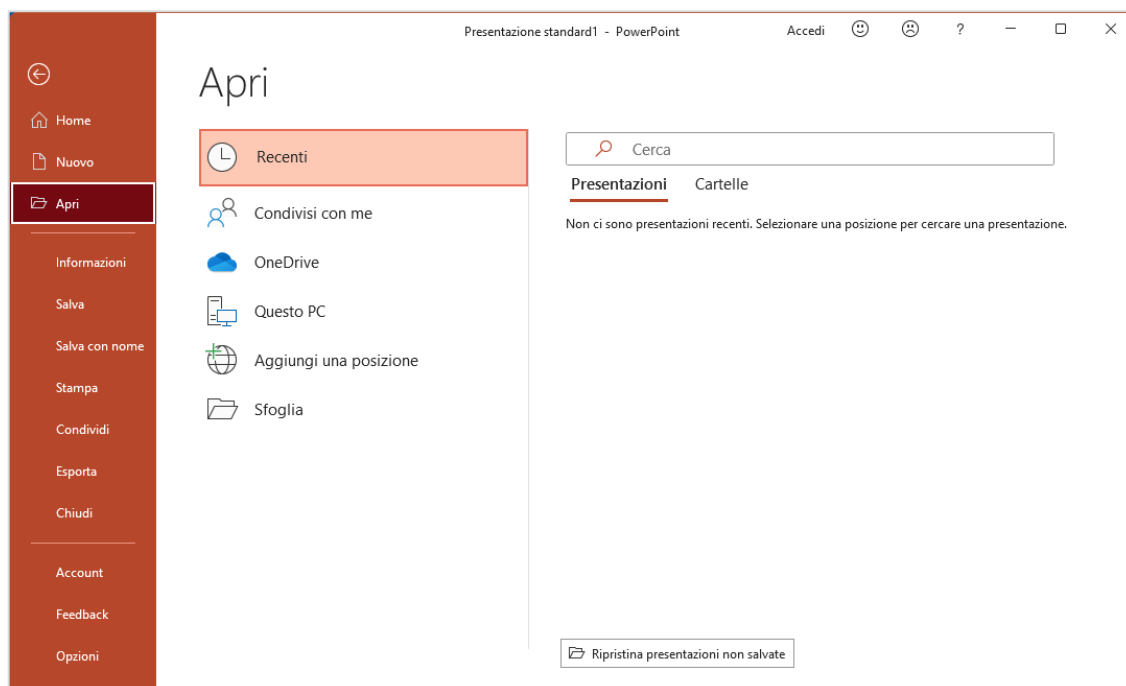 Presentazione standard1 - PowerPoint
Accedi
?
Apri
Home
Nuovo
Apri
Informazioni
Salva
Salva con nome
Stampa
Condividi
Esporta
Chiudi
Account
Feedback
Opzioni
Recenti
Condivisi con me
OneDrive
Questo PC
Aggiungi una posizione
Sfoglia
Cerca
Presentazioni Cartelle
Non ci sono presentazioni recenti. Selezionare una posizione per cercare una presentazione.
Ripristina presentazioni non salvate